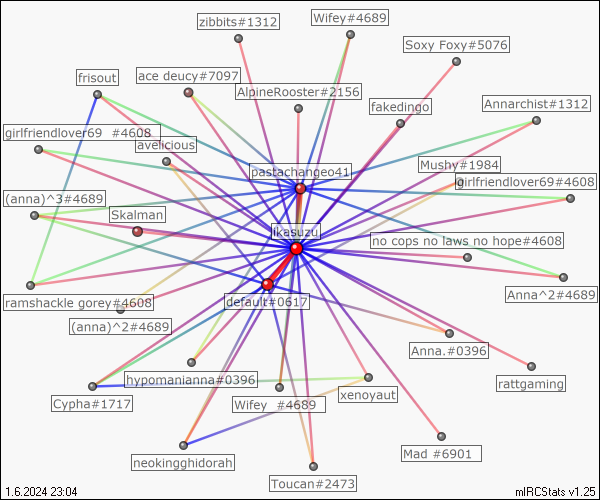 zibbits#1312
Wifey#4689
Soxy Foxy#5076
frisout
ace deucy#7097
AlpineRooster#2156
fakedingo
Annarchist#1312
girlfriendlover69 #4608
avelicious
pastachangeo41
Mushy#1984
girlfriendlover69#4608
(anna)^3#4689
Skalman
ikasuzu
no cops no laws no hope#4608
ramshackle gorey#4608
default#0617
Anna^2#4689
(anna)^2#4689
Anna.#0396
hypomanianna#0396
rattgaming
Cypha#1717
Wifey #4689
xenoyaut
neokingghidorah
Mad #6901
Toucan#2473
1.6.2024 23:04
mIRCStats v1.25